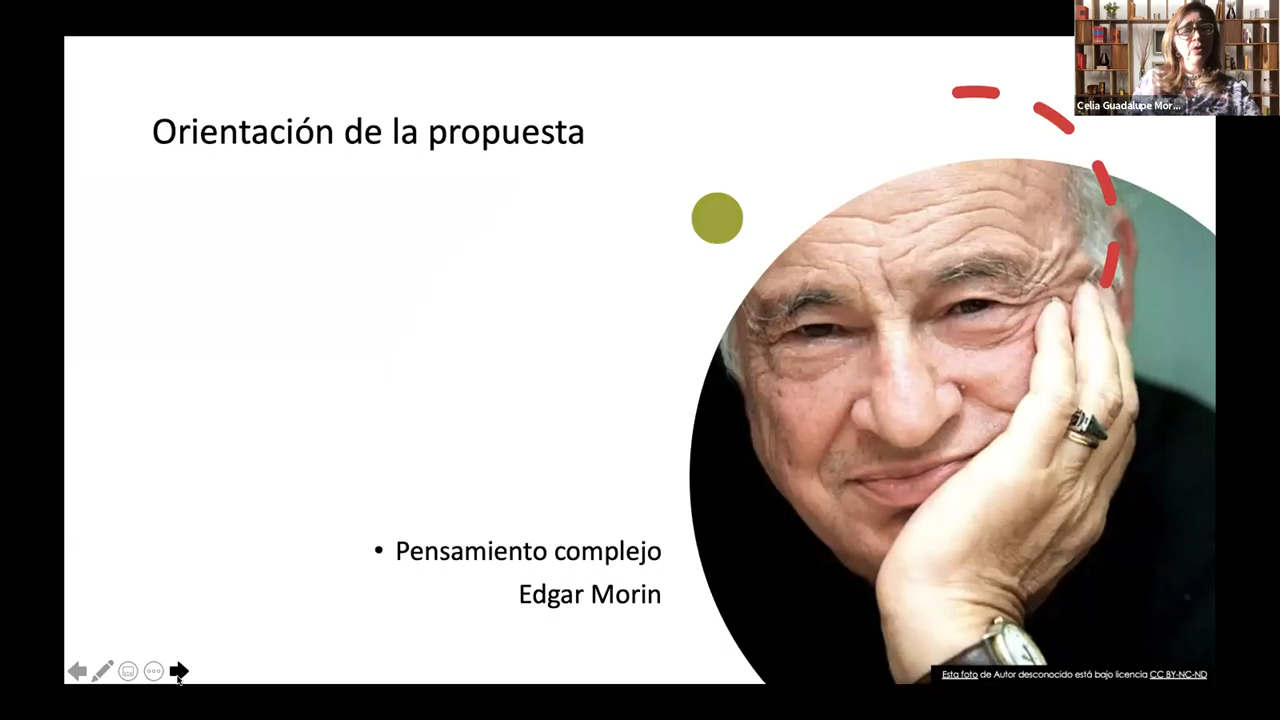 Celia Guadalupe Mor...
Orientación de la propuesta
• Pensamiento complejo
Edgar Morin
Esta foto de Autor desconocido está bajo licencia CC BY-NC-ND